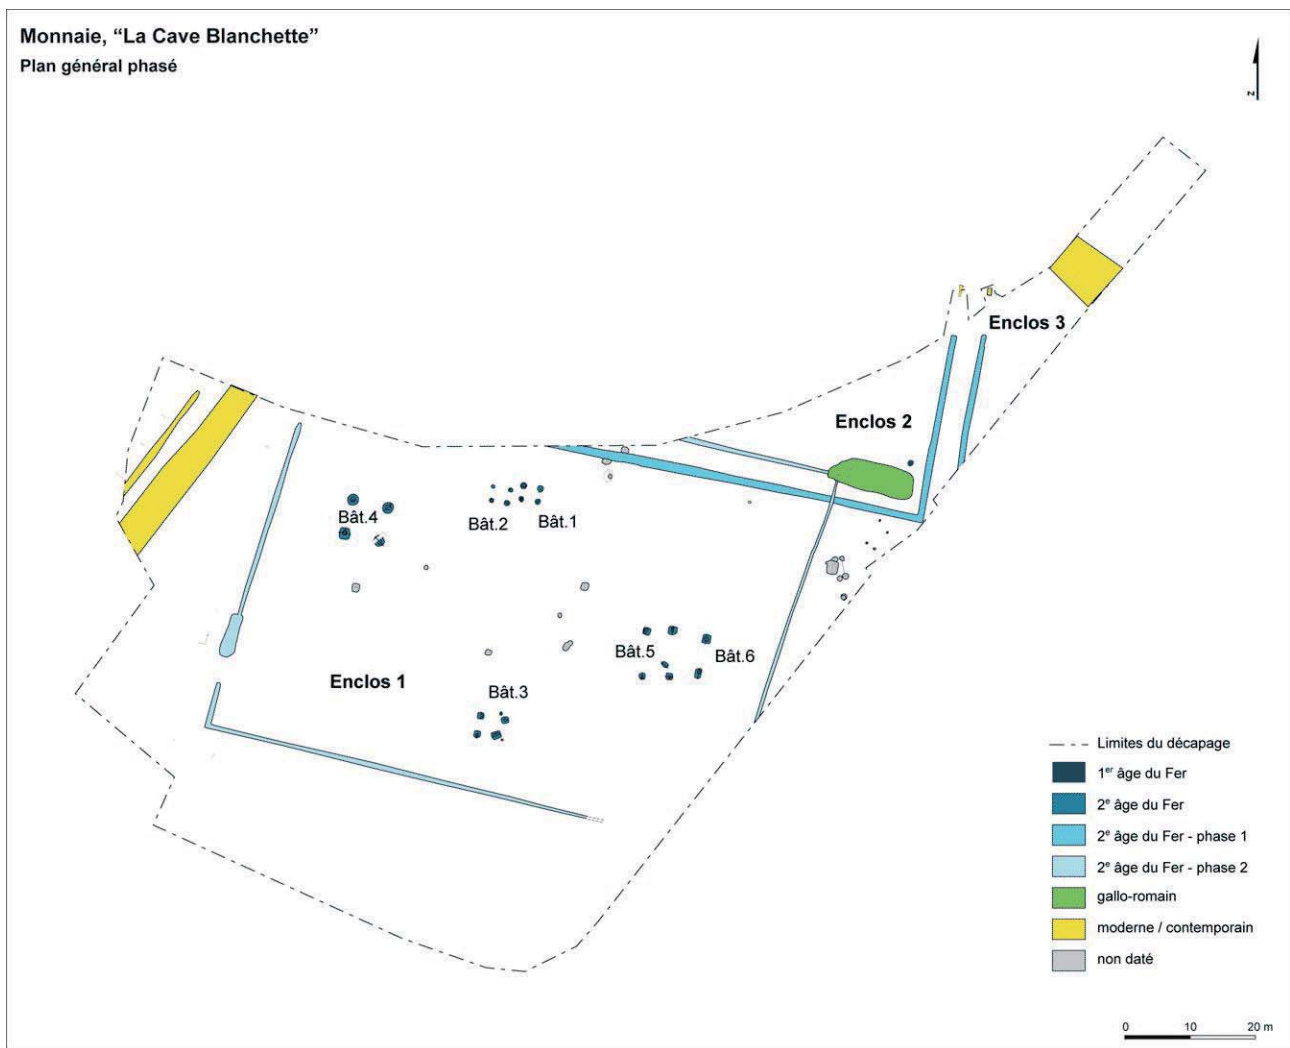 Monnaie, “La Cave Blanchette”
Plan général phasé
N
Enclos 3
Enclos 2
Bât.4
Bât.2
Bât.1
Bât.5
Bât.6
Enclos 1
Bât.3
Limites du décapage
1er âge du Fer
2e âge du Fer
2e âge du Fer - phase 1
2e âge du Fer - phase 2
gallo-romain
moderne / contemporain
non daté
0 10 20 m